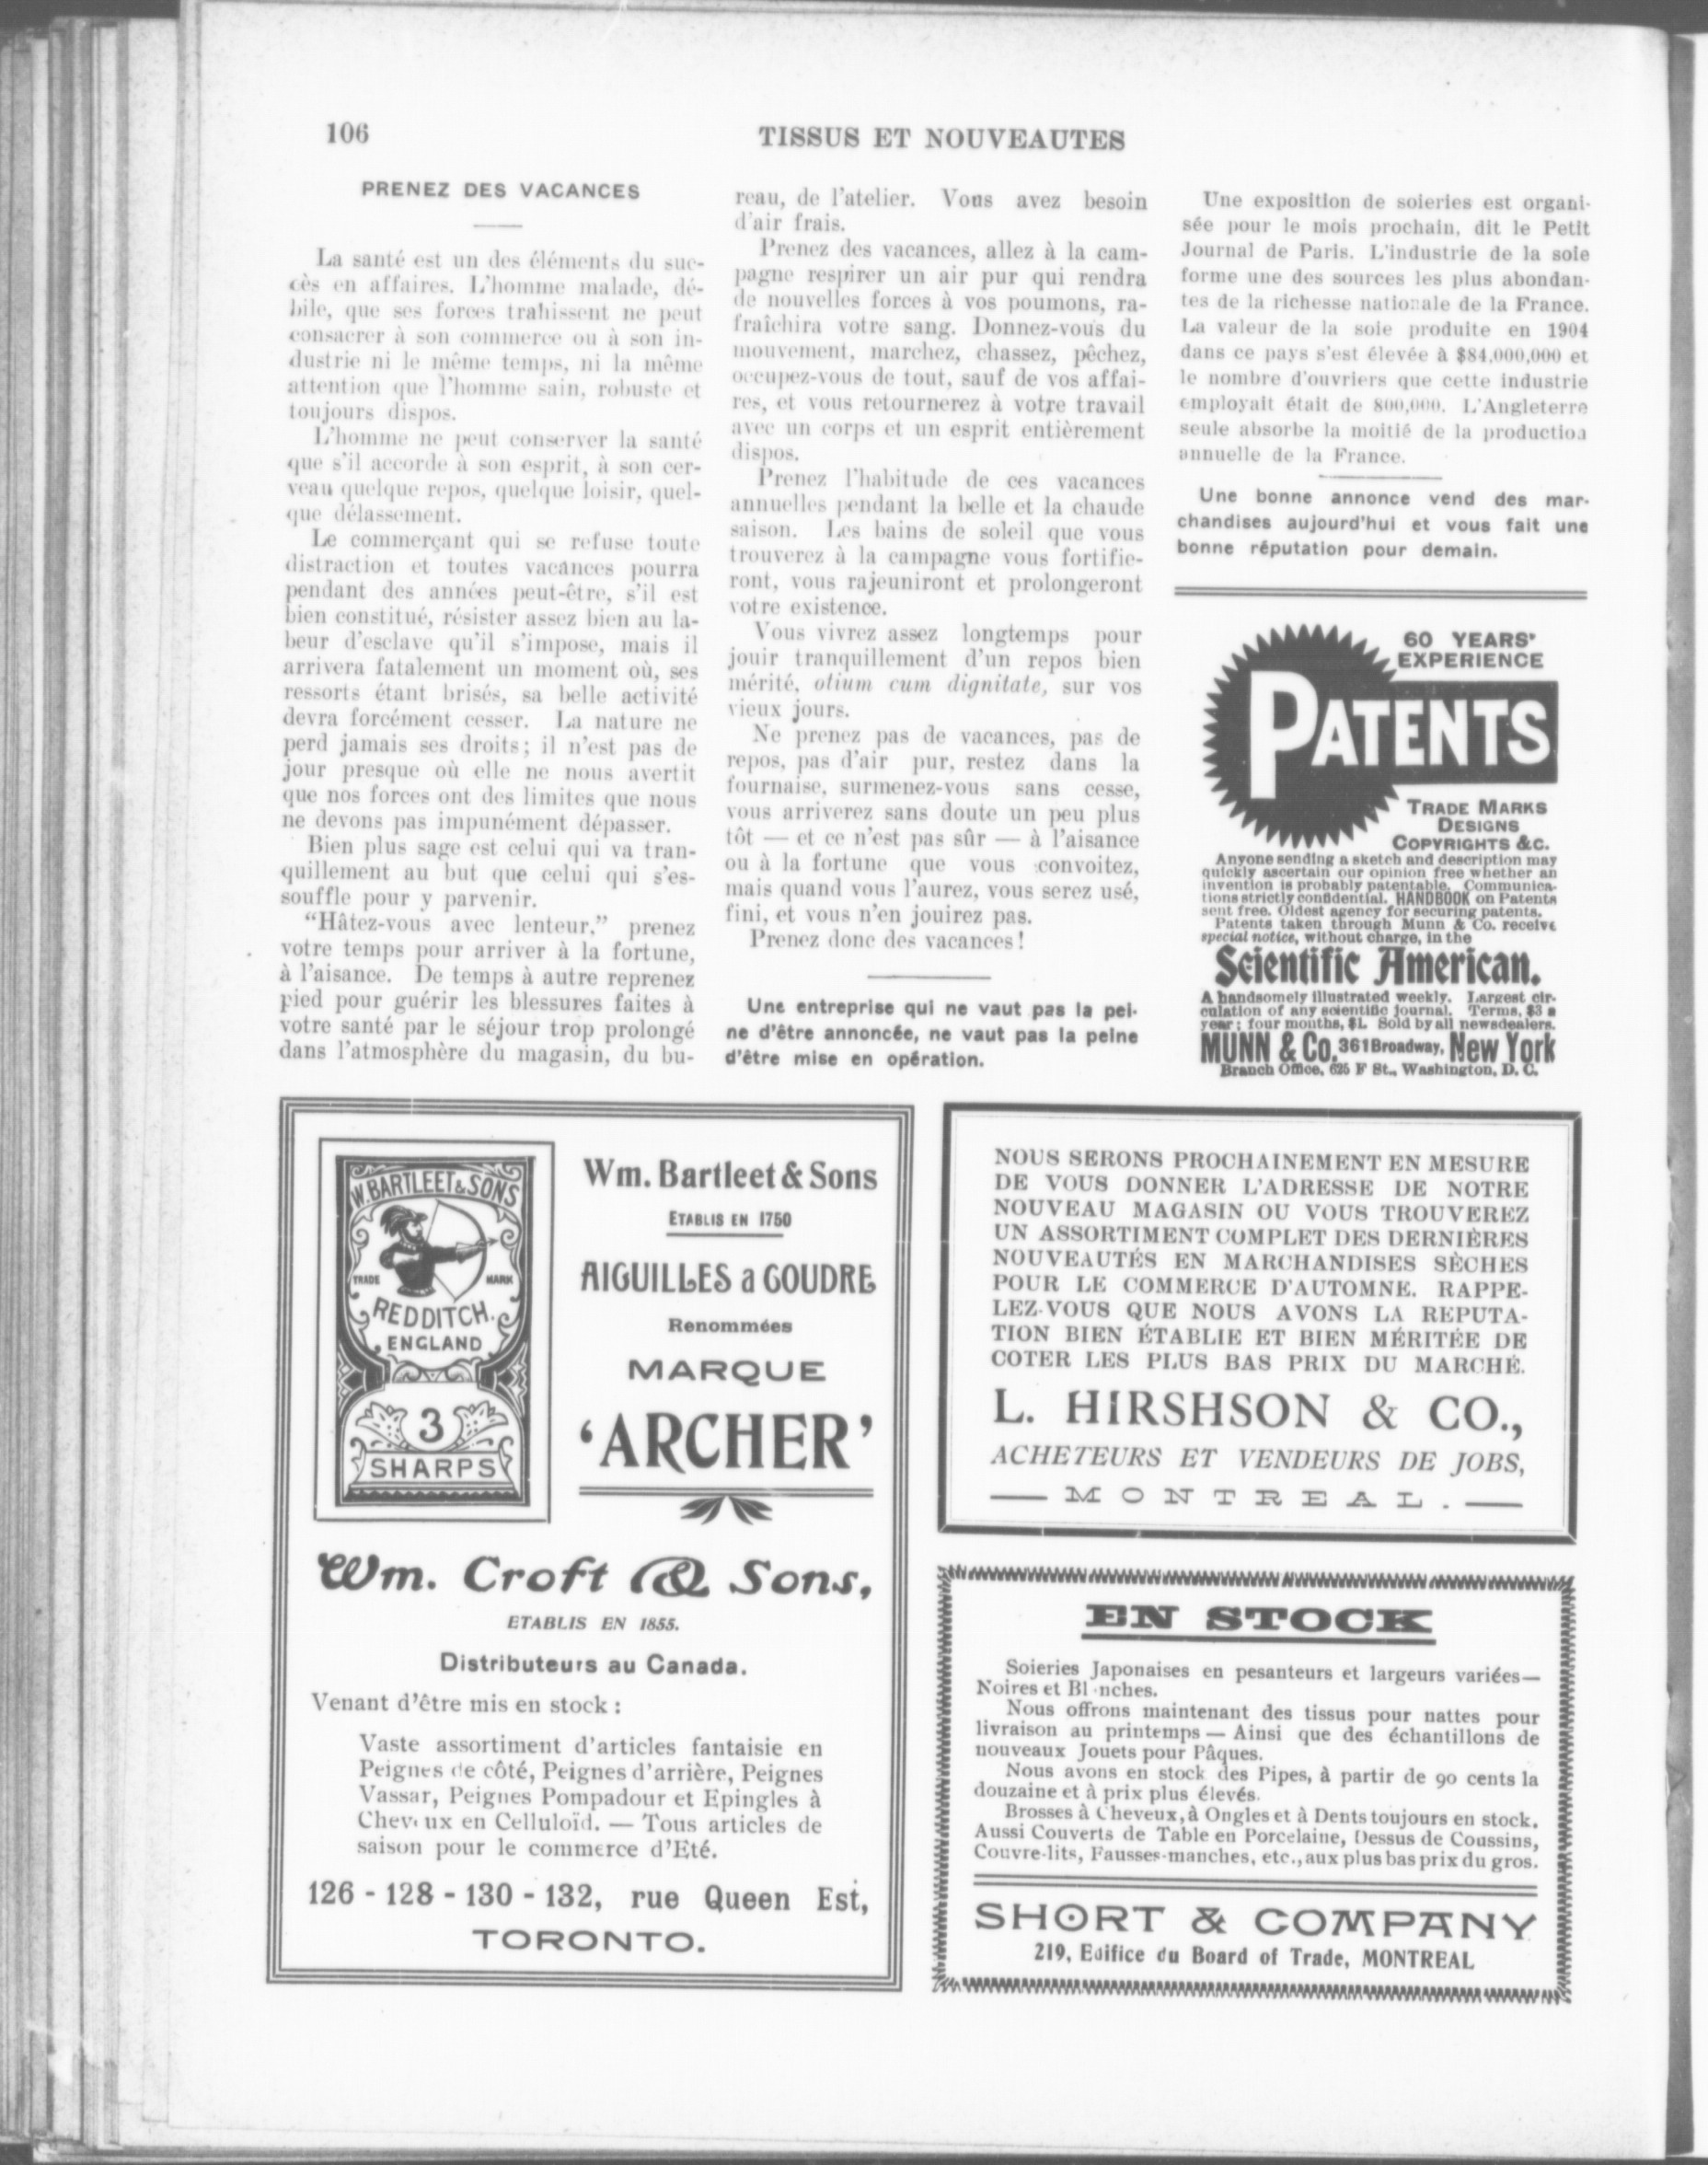 106
TISSUS ET NOUVEAUTES
PRENEZ DES VACANCES
La santé est un des éléments du suc-
cès en affaires. L'homme malade, dé-
bile, que ses forces trahissent ne peut
consacrer à son commerce ou à son in-
dustrie ni le même temps, ni la même
attention que l'homme sain, robuste et
toujours dispos.
L'homme ne peut conserver la santé
que s'il accorde à son esprit, à son cer-
veau quelque repos, quelque loisir, quel-
que délassement.
Le commerçant qui se refuse toute
distraction et toutes vacances pourra
pendant des années peut-être, s'il est
bien constitué, résister assez bien au la-
beur d'esclave qu'il s'impose, mais il
arrivera fatalement un moment où, ses
ressorts étant brisés, sa belle activité
devra forcément cesser. La nature ne
perd jamais ses droits; il n'est pas de
jour presque où elle ne nous avertit
que nos forces ont des limites que nous
ne devons pas impunément dépasser.
Bien plus sage est celui qui va tran-
quillement au but que celui qui s'es-
souffle pour y parvenir.
"Hâtez-vous avec lenteur," prenez
votre temps pour arriver à la fortune,
à l'aisance. De temps à autre reprenez
pied pour guérir les blessures faites à
votre santé par le séjour trop prolongé
dans l'atmosphère du magasin, du bu-
reau, de l'atelier. Vous avez besoin
d'air frais.
Prenez des vacances, allez à la cam-
pagne respirer un air pur qui rendra
de nouvelles forces à vos poumons, ra-
fraîchira votre sang. Donnez-vous du
mouvement, marchez, chassez, pêchez,
occupez-vous de tout, sauf de vos affai-
res, et vous retournerez à votre travail
avec un corps et un esprit entièrement
dispos.
Prenez l'habitude de ces vacances
annuelles pendant la belle et la chaude
saison. Les bains de soleil que vous
trouverez à la campagne vous fortifie-
ront, vous rajeuniront et prolongeront
votre existence.
Vous vivrez assez longtemps pour
jouir tranquillement d'un repos bien
mérité, otium cum dignitate, sur vos
vieux jours.
Ne prenez pas de vacances, pas de
repos, pas d'air pur, restez dans la
fournaise, surmenez-vous sans cesse,
vous arriverez sans doute un peu plus
tôt — et ce n'est pas sûr — à l'aisance
ou à la fortune que vous convoitez,
mais quand vous l'aurez, vous serez usé,
fini, et vous n'en jouirez pas.
Prenez donc des vacances!
Une entreprise qui ne vaut pas la pei-
ne d'être annoncée, ne vaut pas la peine
d'être mise en opération.
Une exposition de soieries est organi-
sée pour le mois prochain, dit le Petit
Journal de Paris. L'industrie de la soie
forme une des sources les plus abondan-
tes de la richesse nationale de la France.
La valeur de la soie produite en 1904
dans ce pays s'est élevée à $84,000,000 et
le nombre d'ouvriers que cette industrie
employait était de 800,000. L'Angleterre
seule absorbe la moitié de la production
annuelle de la France.
Une bonne annonce vend des mar-
chandises aujourd'hui et vous fait une
bonne réputation pour demain.
60 YEARS'
EXPERIENCE
PATENTS
TRADE MARKS
DESIGNS
COPYRIGHTS &C.
Anyone sending a sketch and description may
quickly ascertain our opinion free whether an
invention is probably patentable. Communica-
tions strictly confidential. HANDBOOK on Patents
sent free. Oldest agency for securing patents.
Patents taken through Munn & Co. receive
special notice, without charge, in the
Scientific American.
A handsomely illustrated weekly. Largest cir-
culation of any scientific journal. Terms, $3 a
year; four months, $1. Sold by all newsdealers.
MUNN & Co. 361 Broadway, New York
Branch Office, 625 F St., Washington, D. C.
W. BARTLEET & SONS
TRADE MARK
REDDITCH.
ENGLAND
3
SHARPS
Wm. Bartleet & Sons
ETABLIS EN 1750
AIGUILLES a COUDRE
Renommées
MARQUE
'ARCHER'
Wm. Croft & Sons,
ETABLIS EN 1855.
Distributeurs au Canada.
Venant d'être mis en stock :
Vaste assortiment d'articles fantaisie en
Peignes de côté, Peignes d'arrière, Peignes
Vassar, Peignes Pompadour et Epingles à
Cheveux en Celluloïd. — Tous articles de
saison pour le commerce d'Eté.
126 - 128 - 130 - 132, rue Queen Est,
TORONTO.
NOUS SERONS PROCHAINEMENT EN MESURE
DE VOUS DONNER L'ADRESSE DE NOTRE
NOUVEAU MAGASIN OU VOUS TROUVEREZ
UN ASSORTIMENT COMPLET DES DERNIÈRES
NOUVEAUTÉS EN MARCHANDISES SÈCHES
POUR LE COMMERCE D'AUTOMNE. RAPPE-
LEZ-VOUS QUE NOUS AVONS LA REPUTA-
TION BIEN ÉTABLIE ET BIEN MÉRITÉE DE
COTER LES PLUS BAS PRIX DU MARCHÉ.
L. HIRSHSON & CO.,
ACHETEURS ET VENDEURS DE JOBS,
— MONTREAL. —
EN STOCK
Soieries Japonaises en pesanteurs et largeurs variées—
Noires et Blanches.
Nous offrons maintenant des tissus pour nattes pour
livraison au printemps — Ainsi que des échantillons de
nouveaux Jouets pour Pâques.
Nous avons en stock des Pipes, à partir de 90 cents la
douzaine et à prix plus élevés.
Brosses à Cheveux, à Ongles et à Dents toujours en stock.
Aussi Couverts de Table en Porcelaine, Dessus de Coussins,
Couvre-lits, Fausses-manches, etc., aux plus bas prix du gros.
SHORT & COMPANY
219, Edifice du Board of Trade, MONTREAL